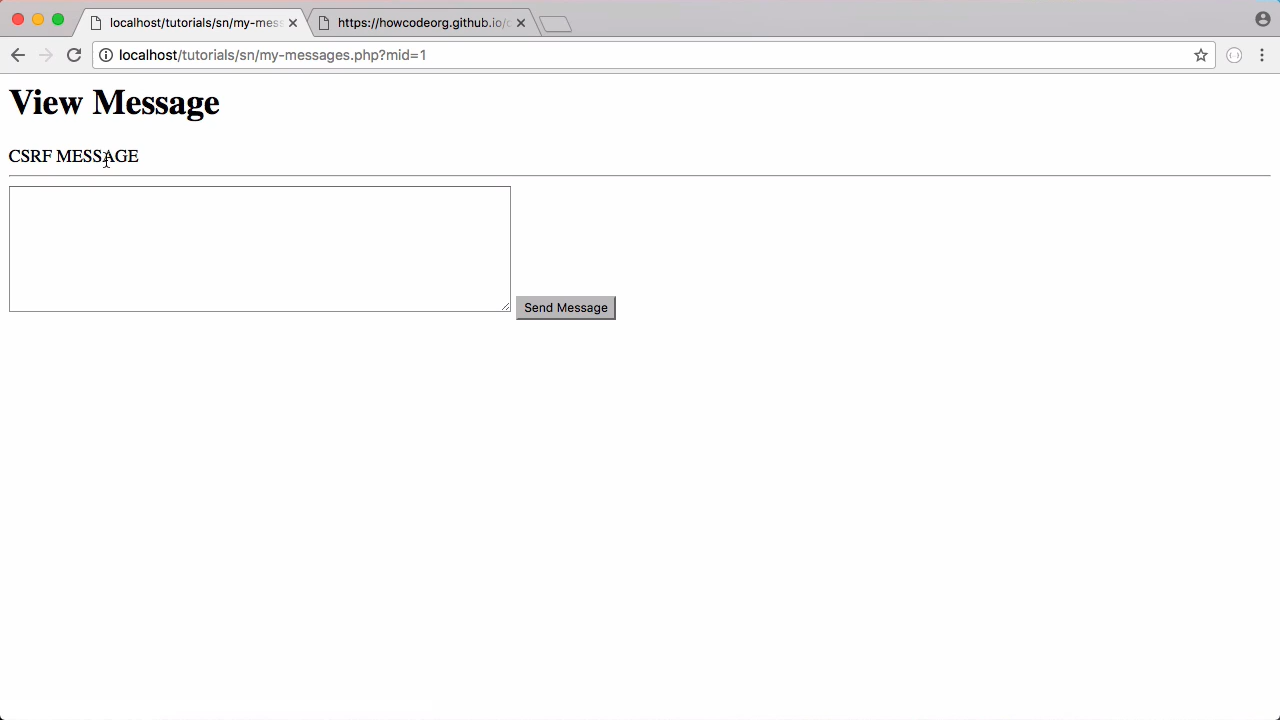 localhost/tutorials/sn/my-mess
https://howcodeorg.github.io/c
localhost/tutorials/sn/my-messages.php?mid=1
View Message
CSRF MESSAGE
Send Message